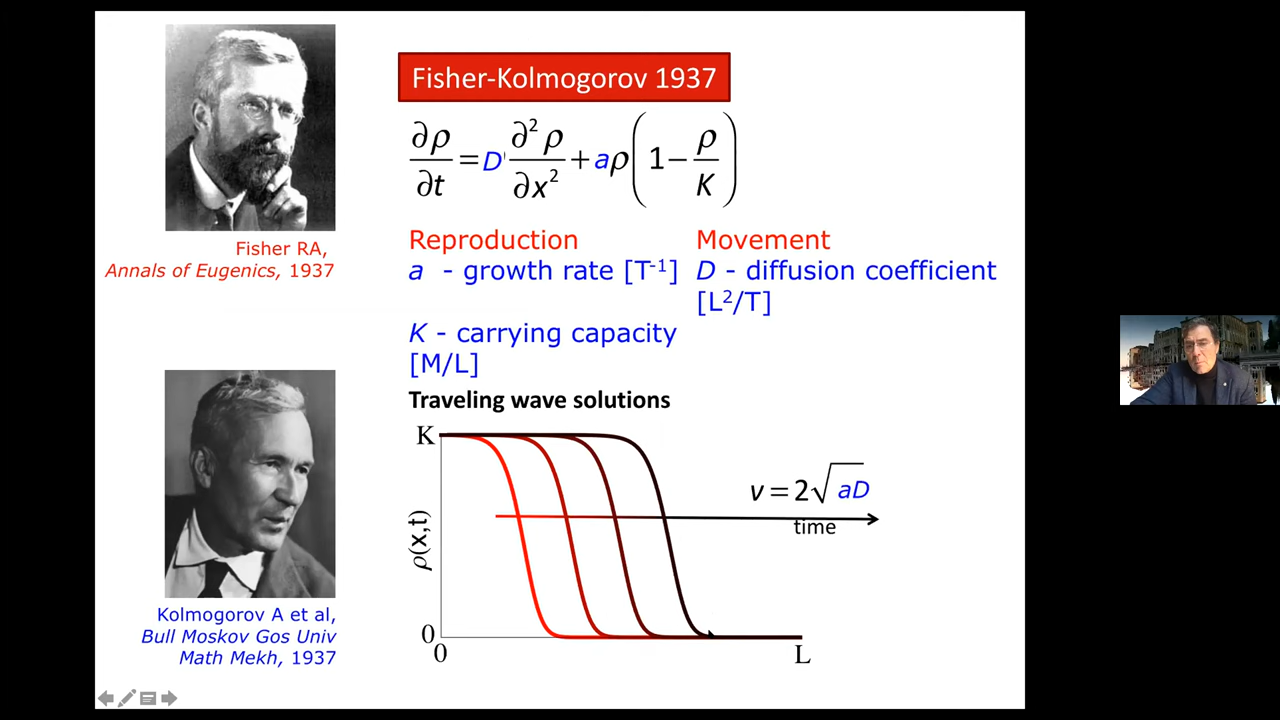 Fisher-Kolmogorov 1937
∂ρ/∂t = D ∂²ρ/∂x² + aρ(1 − ρ/K)
Fisher RA,
Annals of Eugenics, 1937
Reproduction
a - growth rate [T⁻¹]
K - carrying capacity
[M/L]
Movement
D - diffusion coefficient
[L²/T]
Kolmogorov A et al,
Bull Moskov Gos Univ
Math Mekh, 1937
Traveling wave solutions
K
ρ(x,t)
0
0
L
v = 2√aD
time